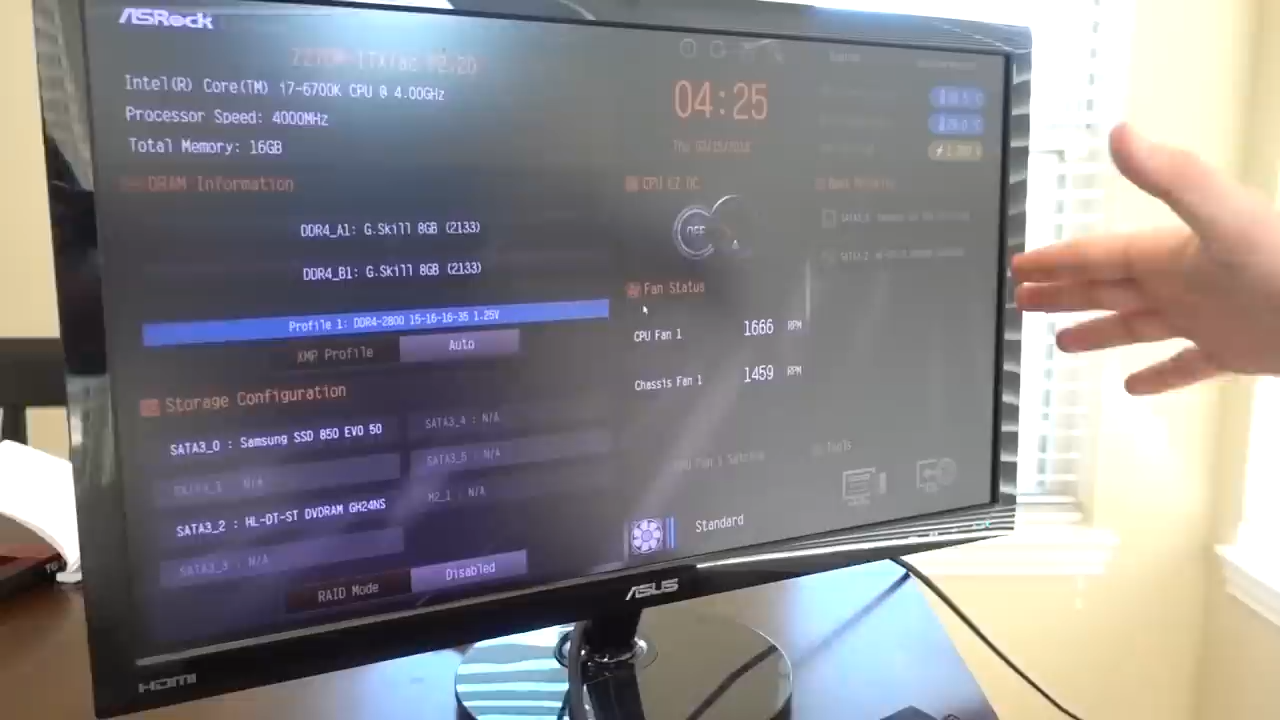 ASRock
Intel(R) Core(TM) i7-6700K CPU @ 4.00GHz
Processor Speed: 4000MHz
Total Memory: 16GB
DRAM Information
DDR4_A1: G.Skill 8GB (2133)
DDR4_B1: G.Skill 8GB (2133)
Profile 1: DDR4-2800 15-16-16-35 1.25V
XMP Profile Auto
Storage Configuration
SATA3_0 : Samsung SSD 850 EVO 50
SATA3_4 : N/A
SATA3_1 : N/A
SATA3_5 : N/A
SATA3_2 : HL-DT-ST DVDRAM GH24NS
M2_1 : N/A
SATA3_3 : N/A
RAID Mode Disabled
04:25
CPU EZ OC
OFF
Fan Status
CPU Fan 1 1666 RPM
Chassis Fan 1 1459 RPM
Standard
Tools
ASUS
HDMI